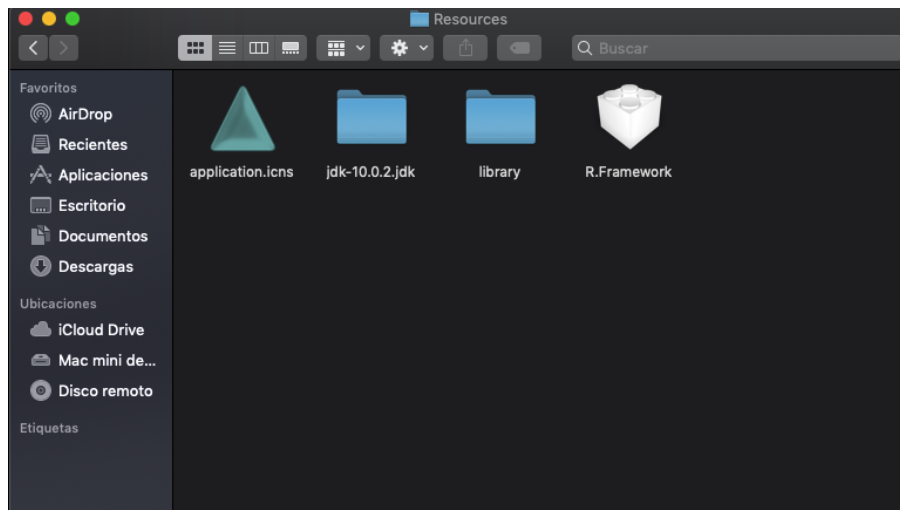 Resources
Buscar
Favoritos
AirDrop
Recientes
Aplicaciones
Escritorio
Documentos
Descargas
Ubicaciones
iCloud Drive
Mac mini de...
Disco remoto
Etiquetas
application.icns jdk-10.0.2.jdk library R.Framework